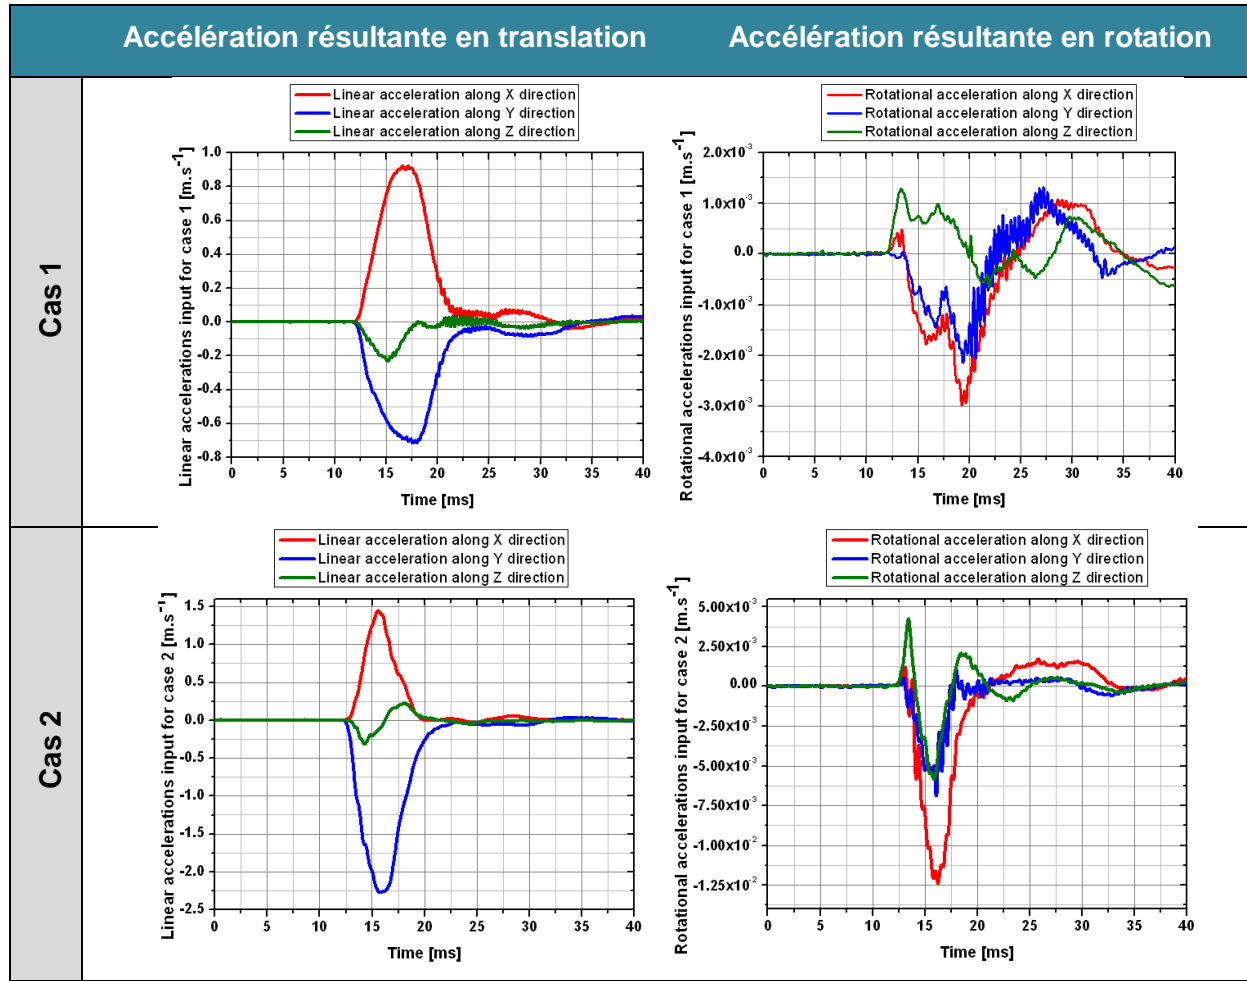 Accélération résultante en translation
Accélération résultante en rotation
Cas 1
Linear acceleration along X direction
Linear acceleration along Y direction
Linear acceleration along Z direction
Linear accelerations input for case 1 [m.s⁻¹]
1.0
0.8
0.6
0.4
0.2
0.0
-0.2
-0.4
-0.6
-0.8
0 5 10 15 20 25 30 35 40
Time [ms]
Rotational acceleration along X direction
Rotational acceleration along Y direction
Rotational acceleration along Z direction
Rotational accelerations input for case 1 [m.s⁻¹]
2.0x10⁻³
1.0x10⁻³
0.0
-1.0x10⁻³
-2.0x10⁻³
-3.0x10⁻³
-4.0x10⁻³
0 5 10 15 20 25 30 35 40
Time [ms]
Cas 2
Linear acceleration along X direction
Linear acceleration along Y direction
Linear acceleration along Z direction
Linear accelerations input for case 2 [m.s⁻¹]
1.5
1.0
0.5
0.0
-0.5
-1.0
-1.5
-2.0
-2.5
0 5 10 15 20 25 30 35 40
Time [ms]
Rotational acceleration along X direction
Rotational acceleration along Y direction
Rotational acceleration along Z direction
Rotational accelerations input for case 2 [m.s⁻¹]
5.00x10⁻³
2.50x10⁻³
0.00
-2.50x10⁻³
-5.00x10⁻³
-7.50x10⁻³
-1.00x10⁻²
-1.25x10⁻²
0 5 10 15 20 25 30 35 40
Time [ms]